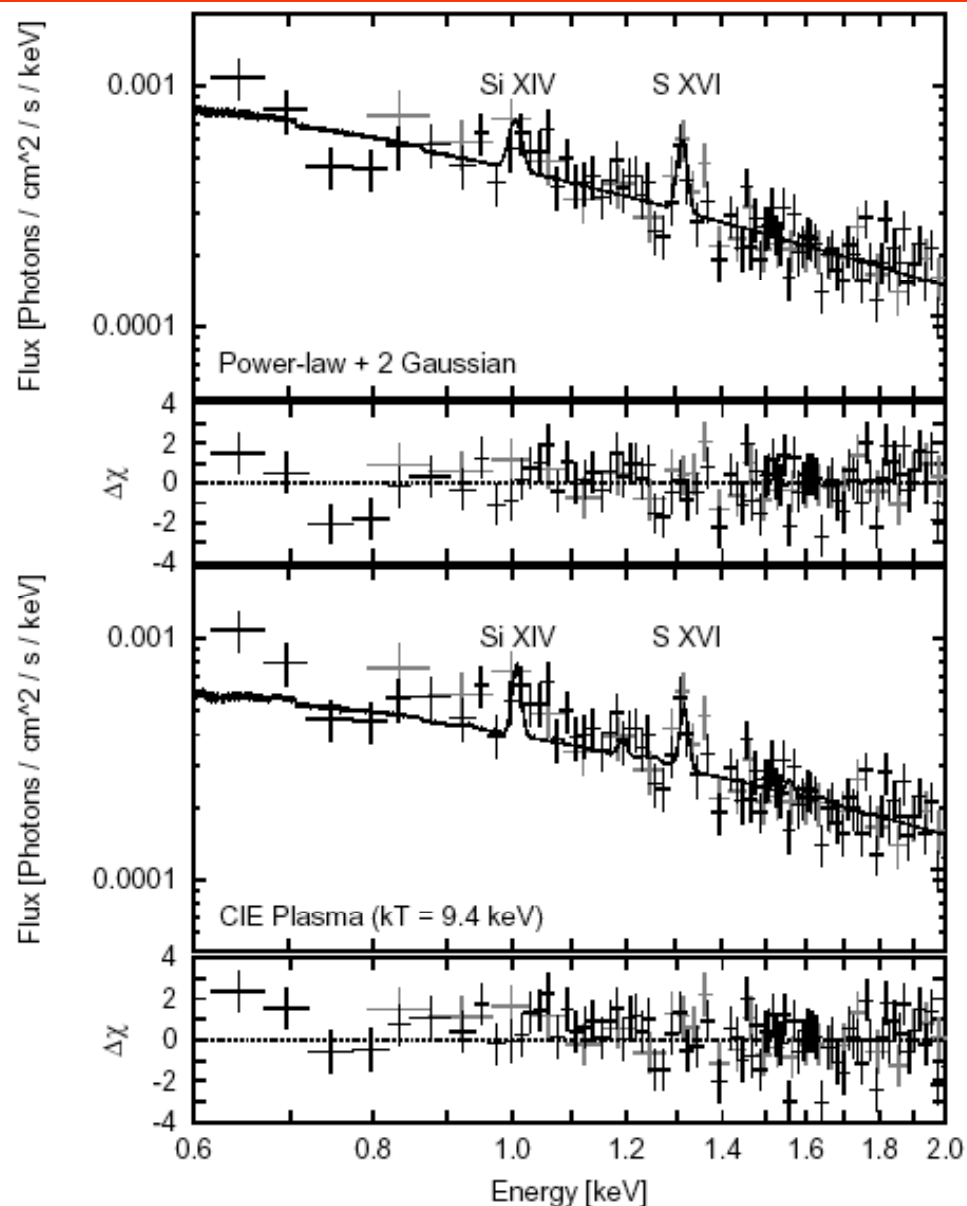 Flux [Photons / cm^2 / s / keV]
0.001
0.0001
Si XIV
S XVI
Power-law + 2 Gaussian
Δχ
4
2
0
-2
-4
Flux [Photons / cm^2 / s / keV]
0.001
0.0001
Si XIV
S XVI
CIE Plasma (kT = 9.4 keV)
Δχ
4
2
0
-2
-4
0.6 0.8 1.0 1.2 1.4 1.6 1.8 2.0
Energy [keV]